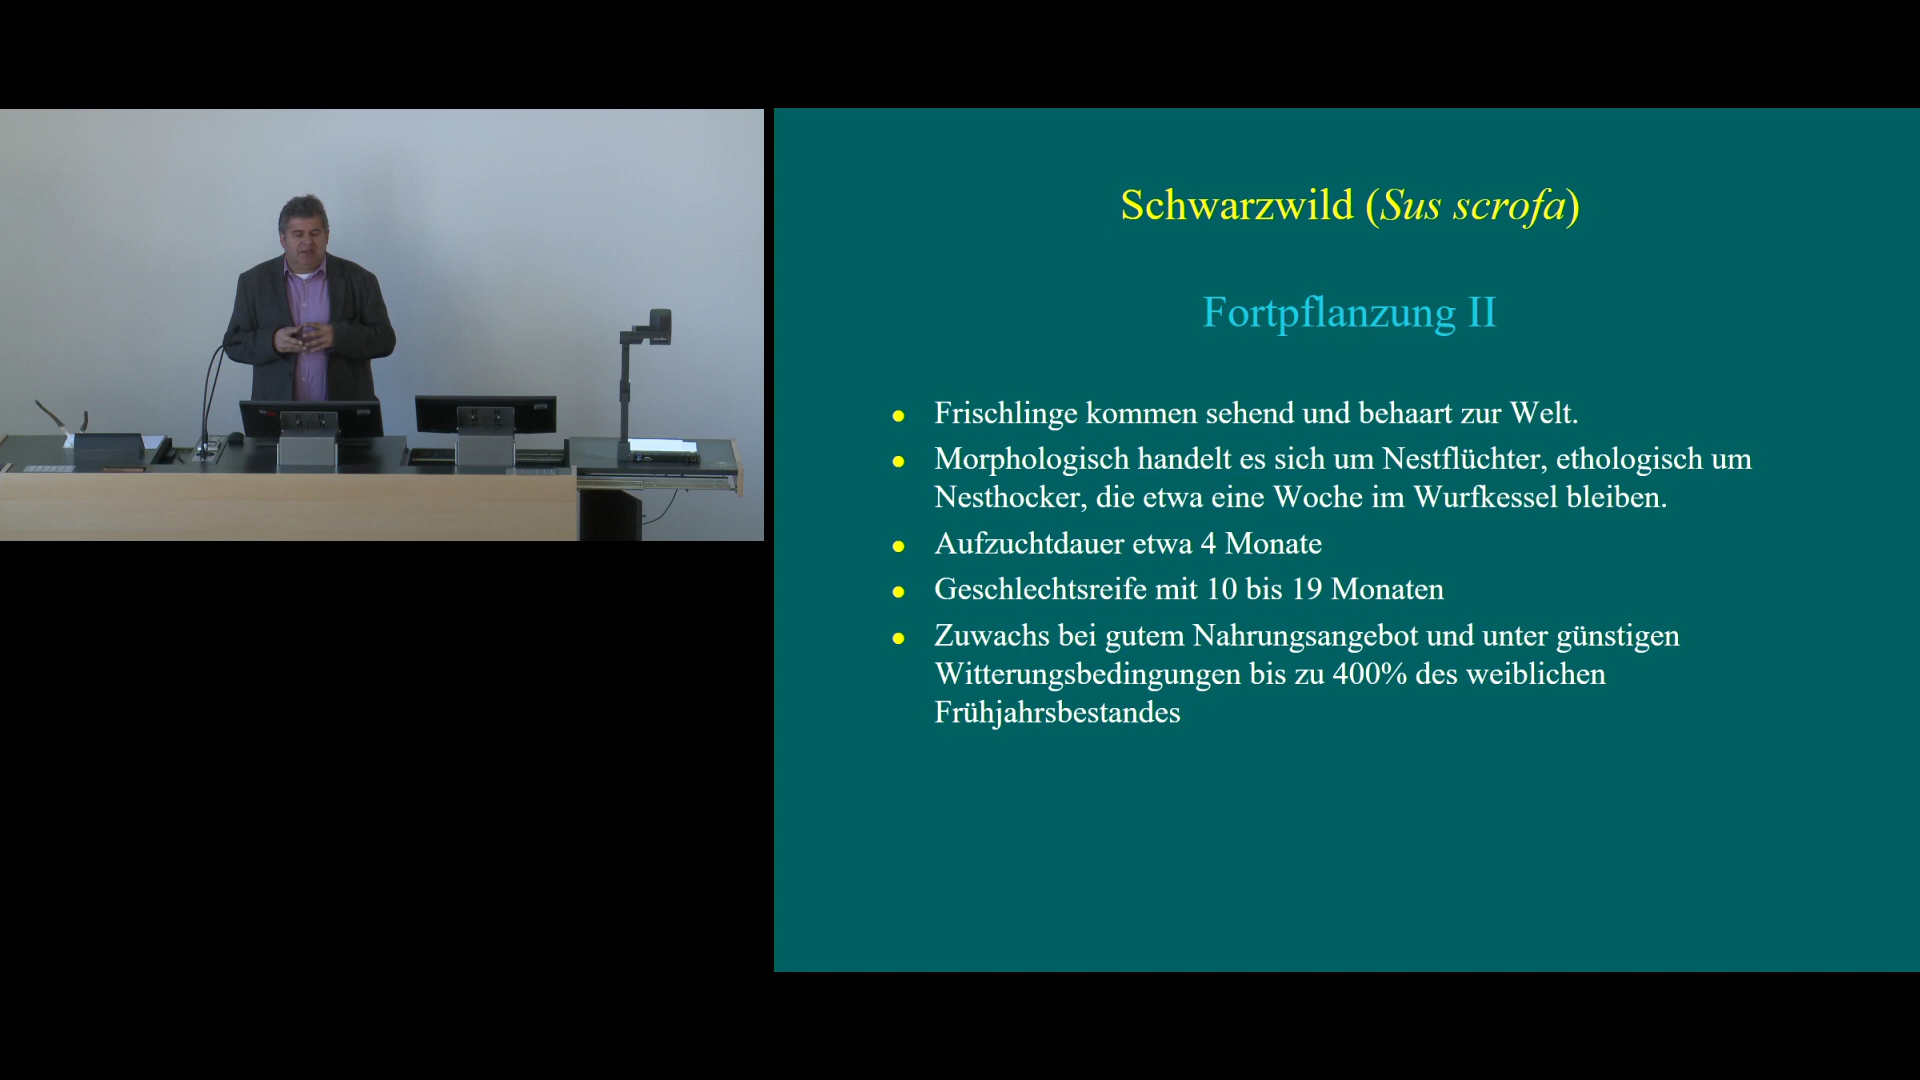 Schwarzwild (Sus scrofa)
Fortpflanzung II
Frischlinge kommen sehend und behaart zur Welt.
Morphologisch handelt es sich um Nestflüchter, ethologisch um
Nesthocker, die etwa eine Woche im Wurfkessel bleiben.
Aufzuchtdauer etwa 4 Monate
Geschlechtsreife mit 10 bis 19 Monaten
Zuwachs bei gutem Nahrungsangebot und unter günstigen
Witterungsbedingungen bis zu 400% des weiblichen
Frühjahrsbestandes